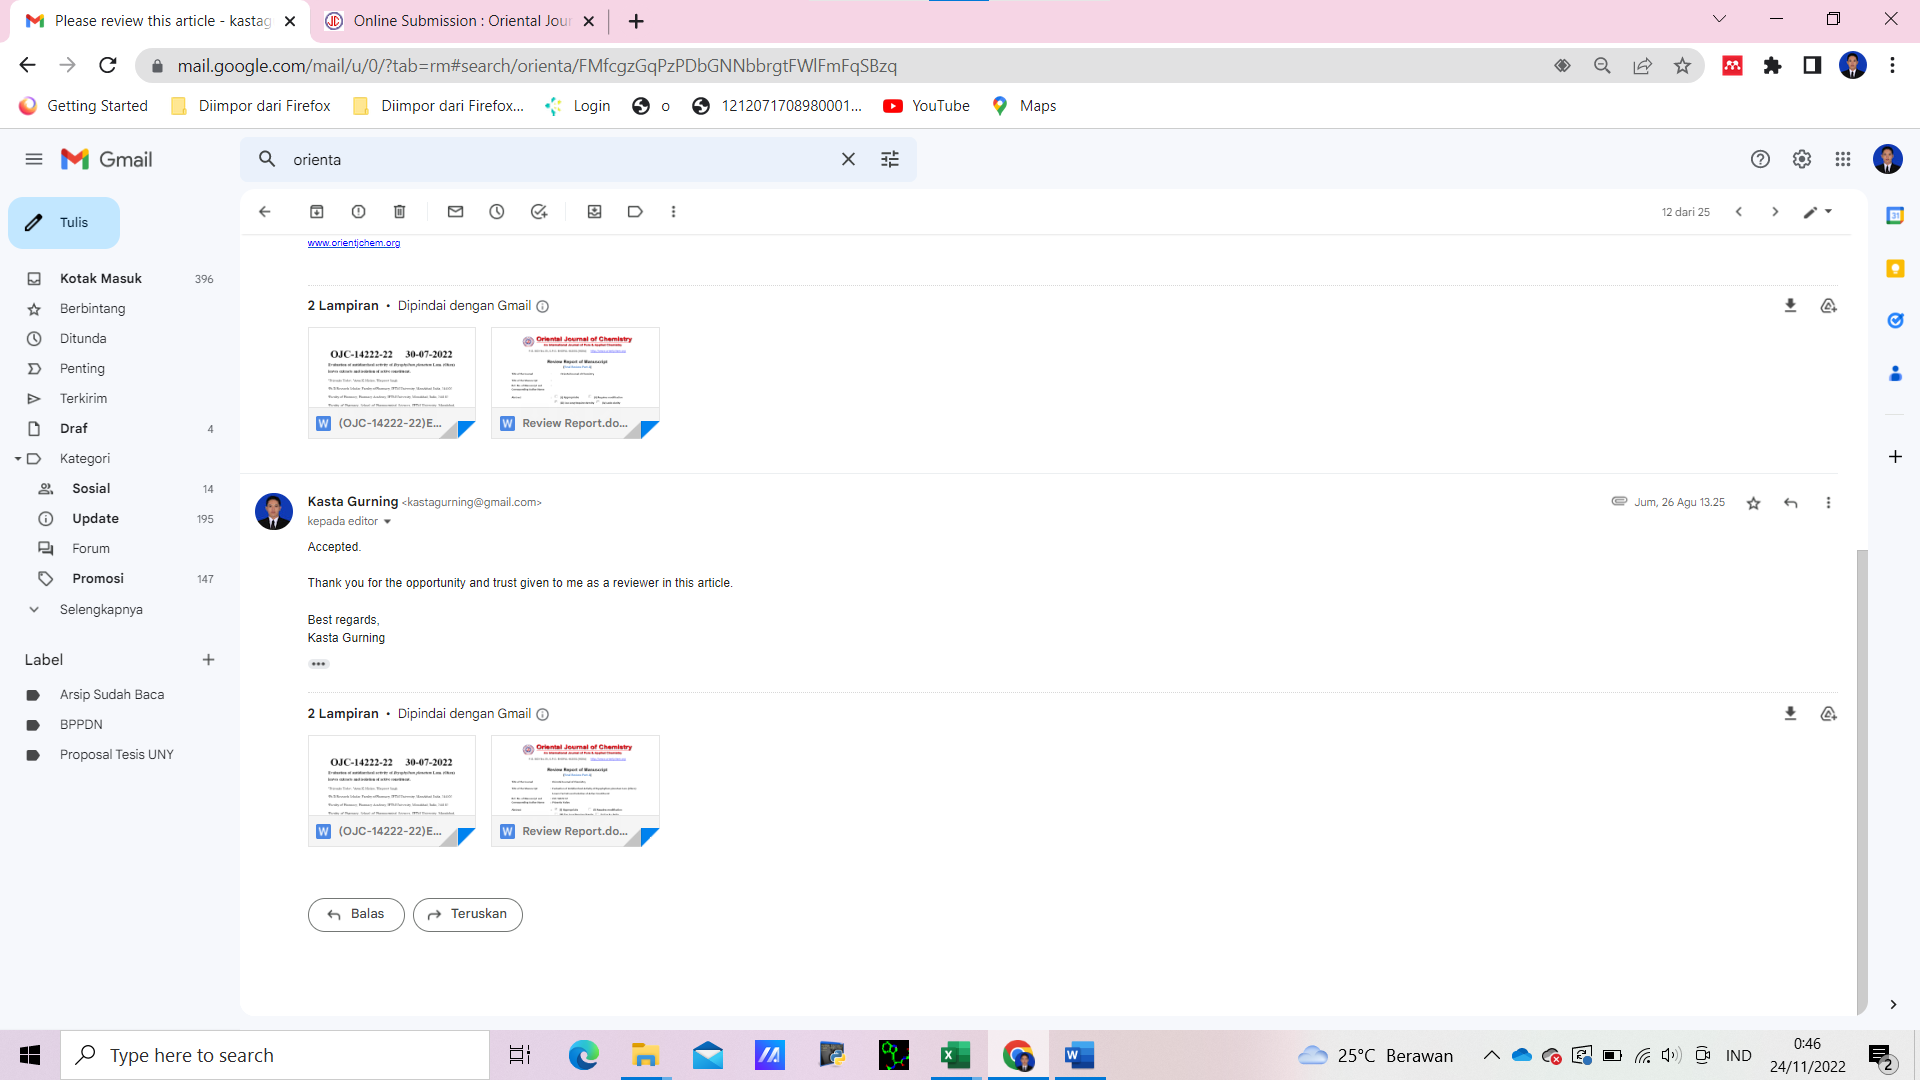 Please review this article - kastag
Online Submission : Oriental Jour
mail.google.com/mail/u/0/?tab=rm#search/orienta/FMfcgzGqPzPDbGNNbbrgtFWlFmFqSBzq
Getting Started
Diimpor dari Firefox
Diimpor dari Firefox...
Login
o
1212071708980001...
YouTube
Maps
Gmail
orienta
Tulis
12 dari 25
Kotak Masuk 396
Berbintang
Ditunda
Penting
Terkirim
Draf 4
Kategori
Sosial 14
Update 195
Forum
Promosi 147
Selengkapnya
Label
Arsip Sudah Baca
BPPDN
Proposal Tesis UNY
www.orientjchem.org
2 Lampiran • Dipindai dengan Gmail
OJC-14222-22 30-07-2022
W (OJC-14222-22)E...
Oriental Journal of Chemistry
Review Report of Manuscript
W Review Report.do...
Kasta Gurning <kastagurning@gmail.com>
Jum, 26 Agu 13.25
kepada editor
Accepted.
Thank you for the opportunity and trust given to me as a reviewer in this article.
Best regards,
Kasta Gurning
2 Lampiran • Dipindai dengan Gmail
OJC-14222-22 30-07-2022
W (OJC-14222-22)E...
Oriental Journal of Chemistry
Review Report of Manuscript
W Review Report.do...
Balas
Teruskan
31
Type here to search
25°C Berawan
IND
0:46
24/11/2022
2